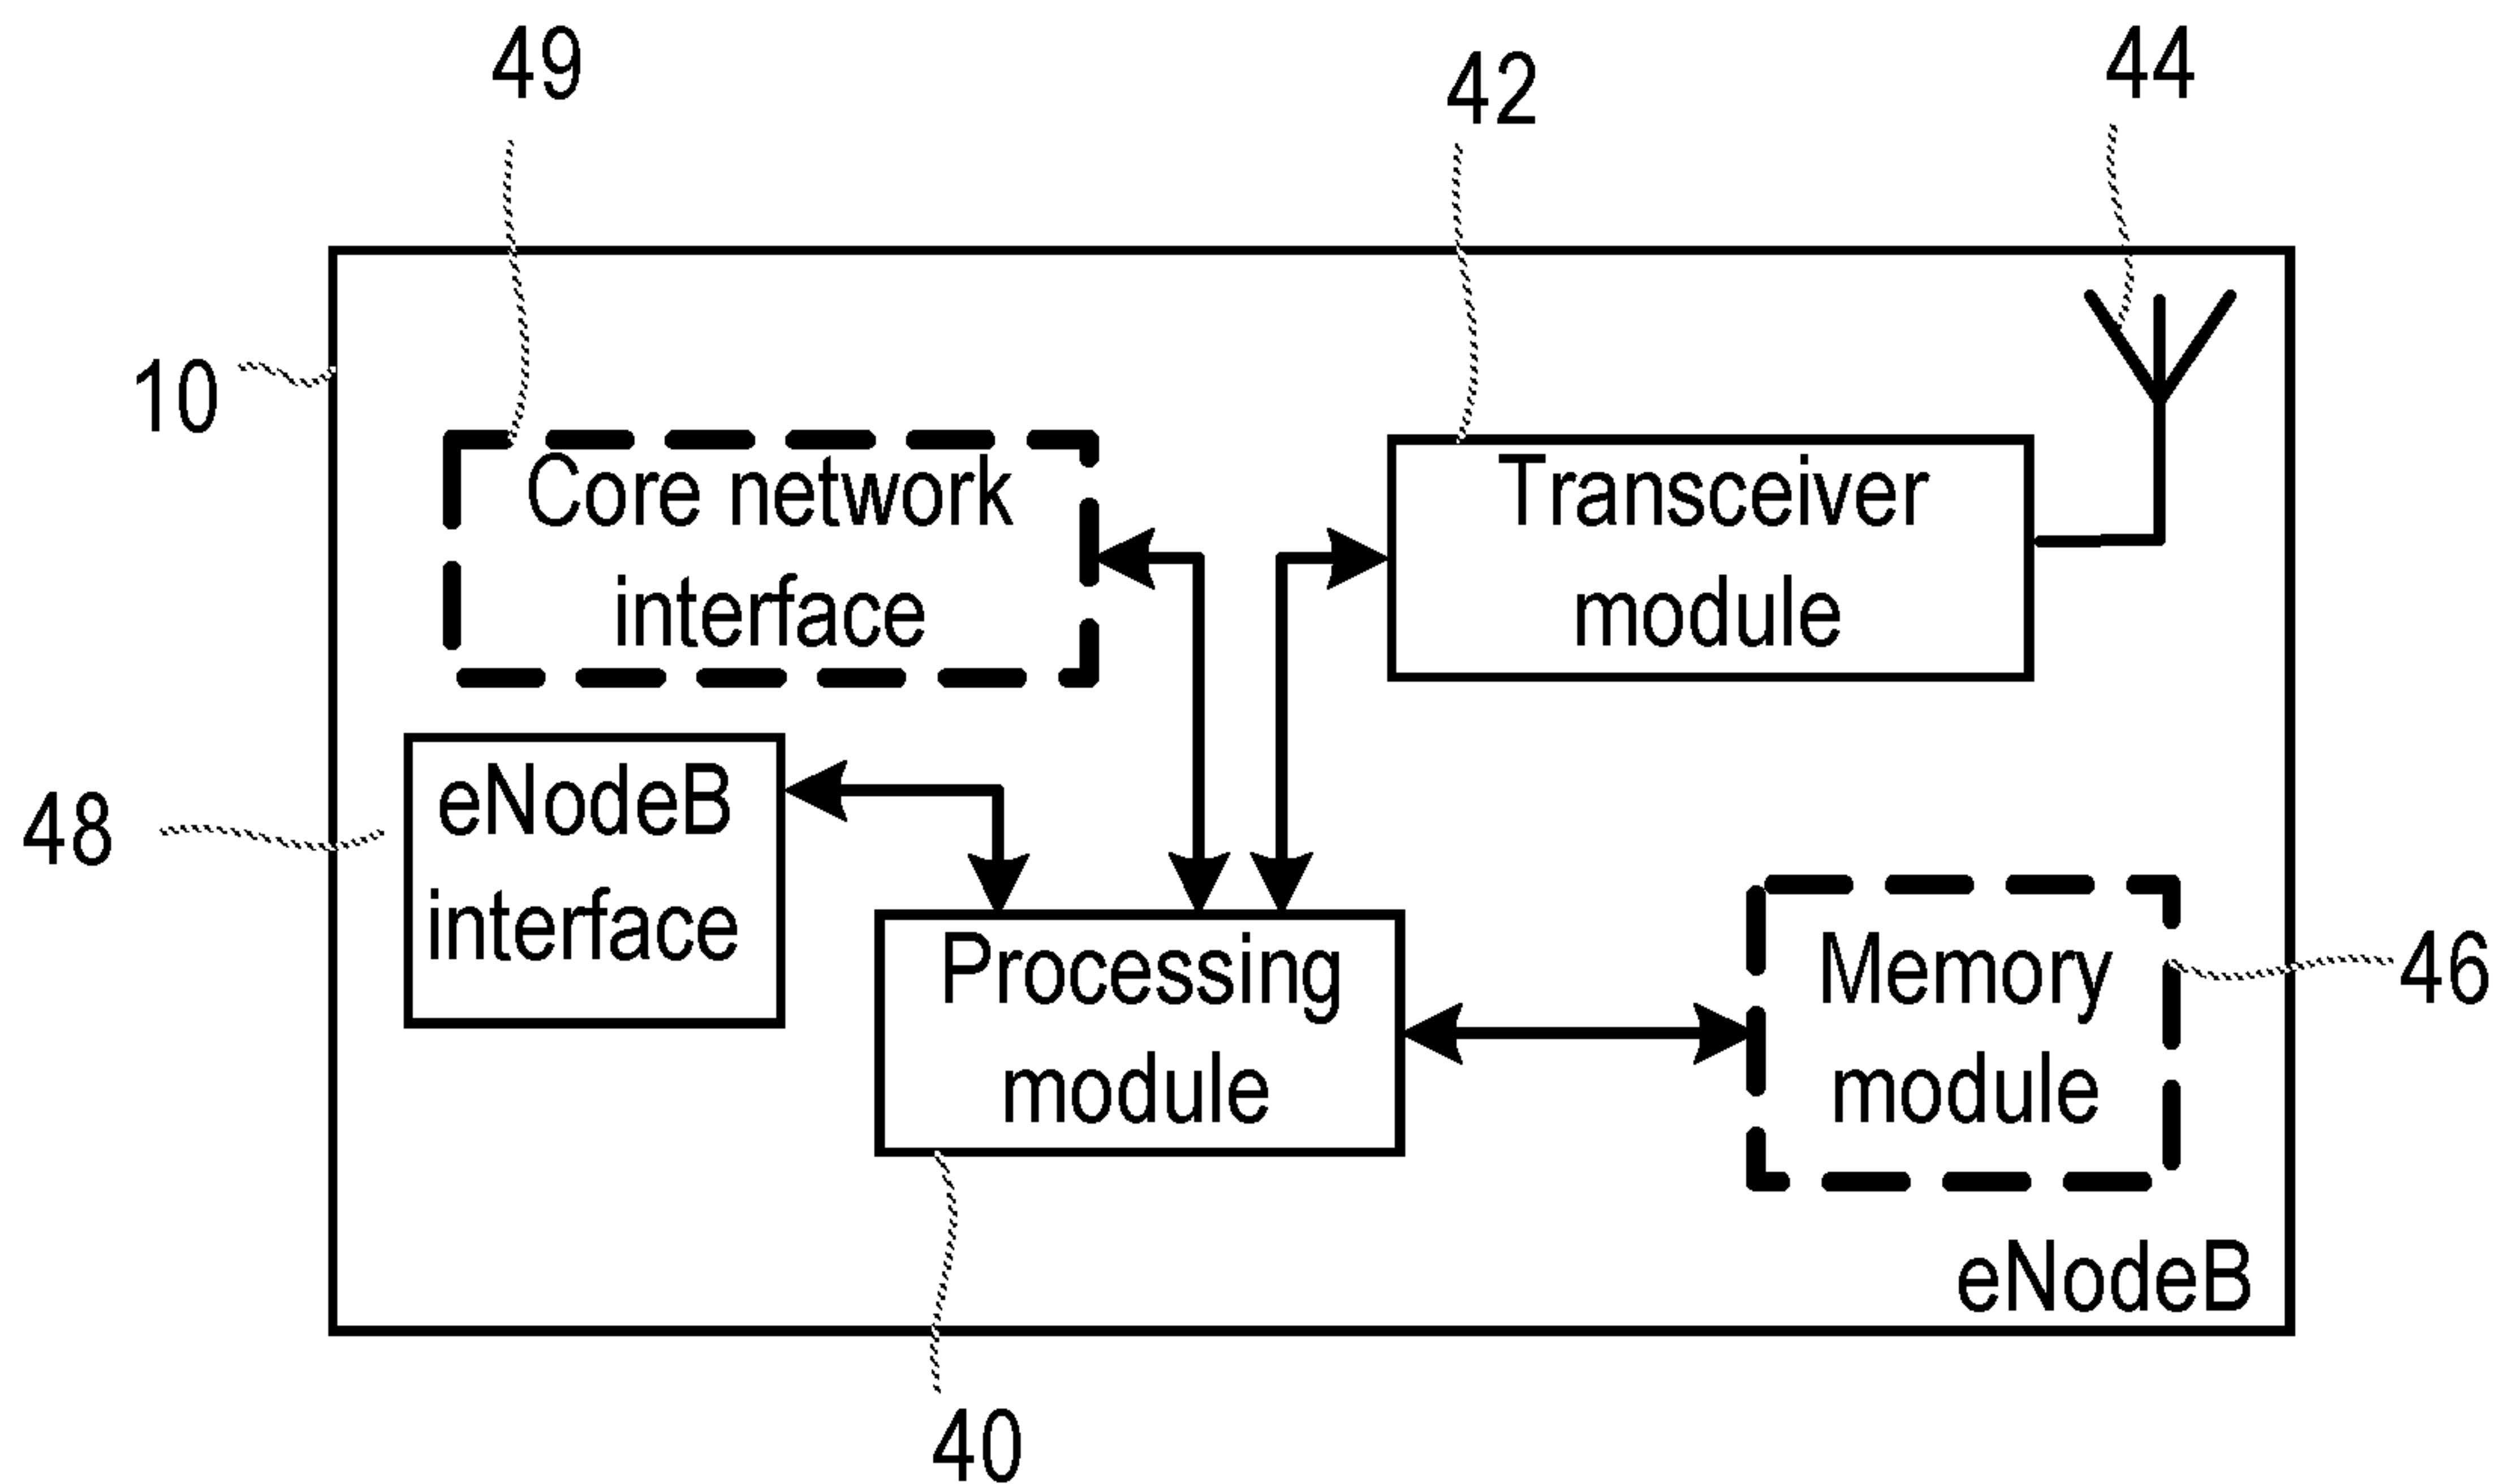 49
42
44
10
Core network
interface
Transceiver
module
48
eNodeB
interface
Processing
module
Memory
module
46
eNodeB
40